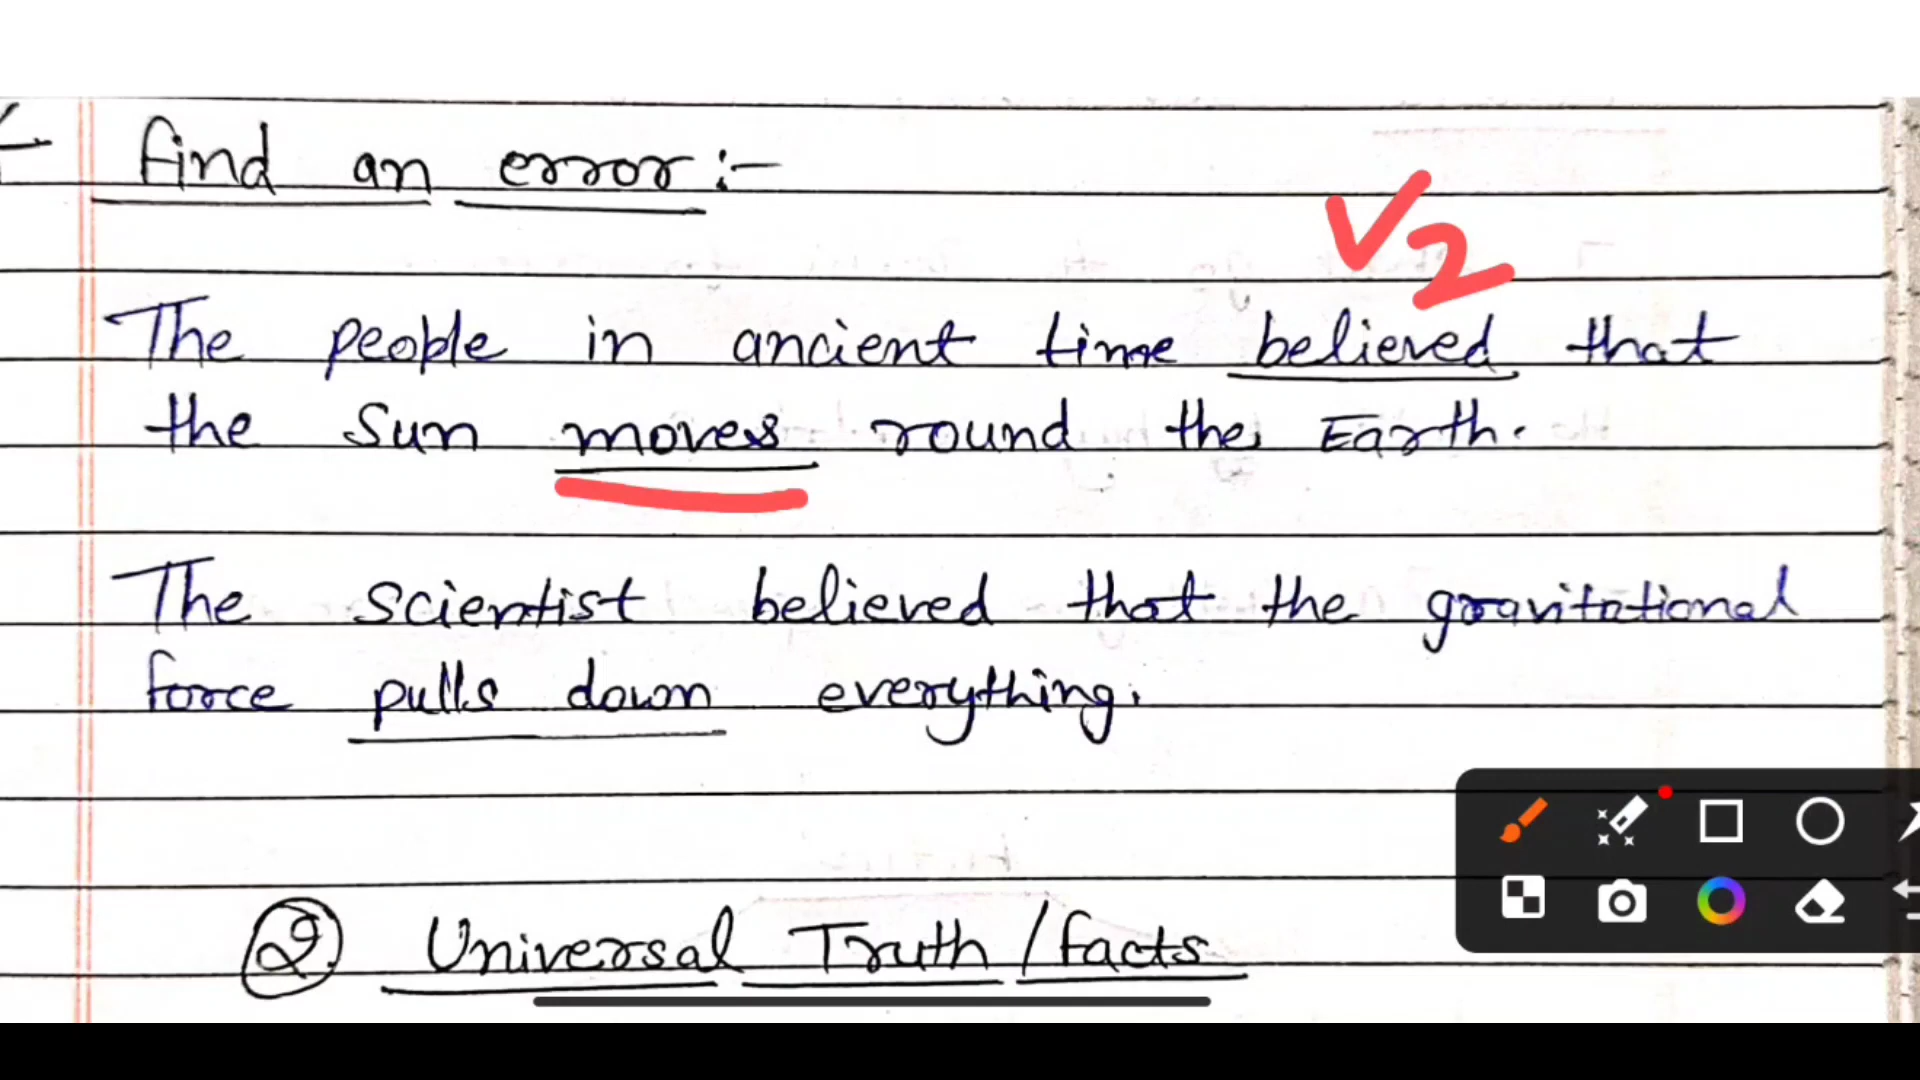 find an error :-
V2
The people in ancient time believed that
the Sun moves round the Earth.
The scientist believed that the gravitational
force pulls down everything.
2 Universal Truth / facts